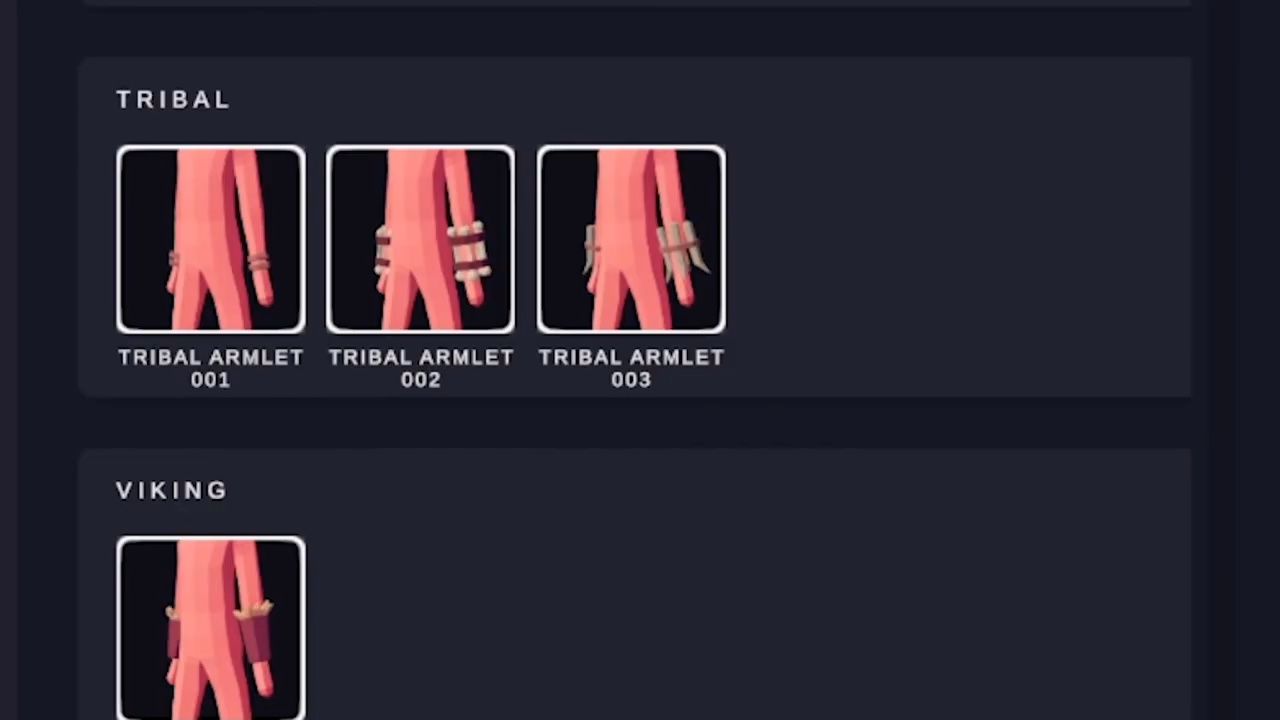 TRIBAL
TRIBAL ARMLET
001
TRIBAL ARMLET
002
TRIBAL ARMLET
003
VIKING